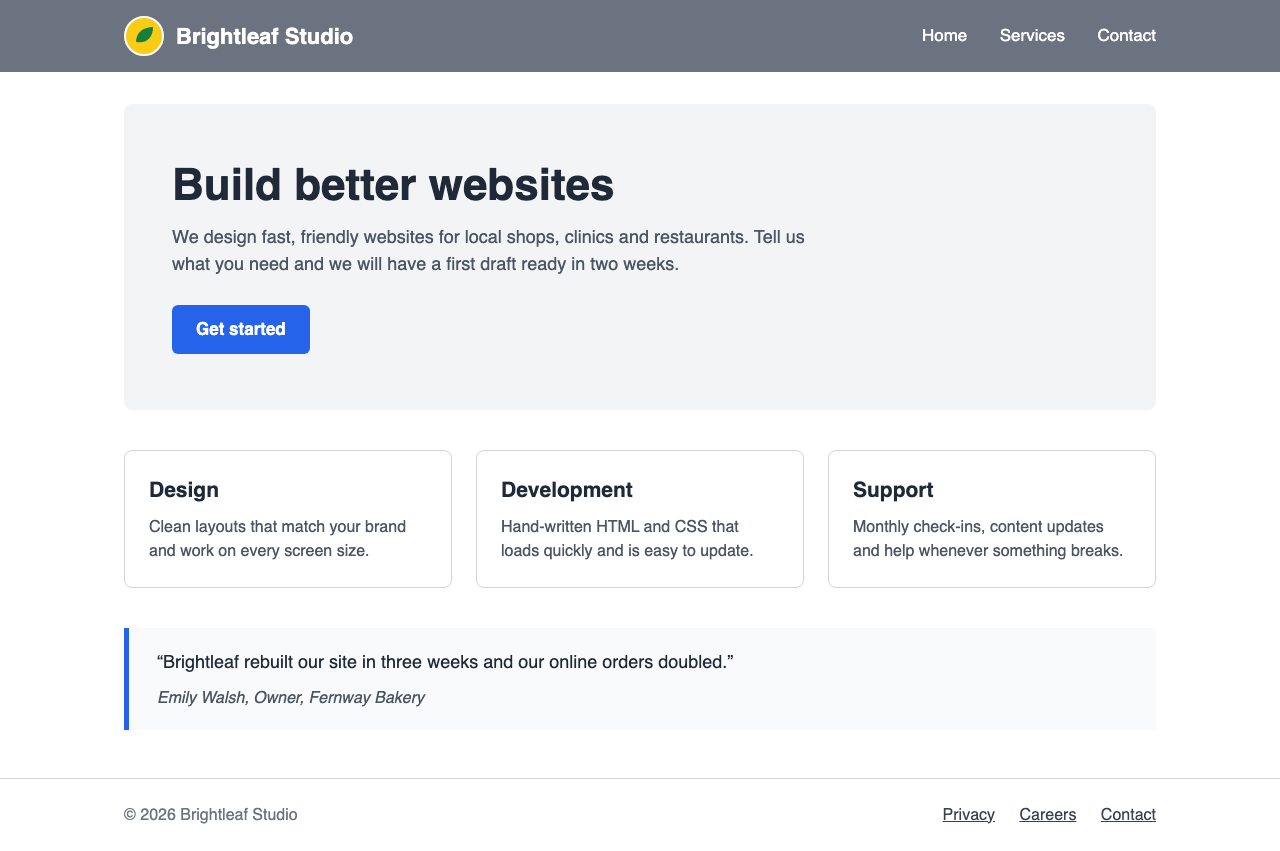 Brightleaf Studio
Home Services Contact
Build better websites
We design fast, friendly websites for local shops, clinics and restaurants. Tell us
what you need and we will have a first draft ready in two weeks.
Get started
Design
Clean layouts that match your brand
and work on every screen size.
Development
Hand-written HTML and CSS that
loads quickly and is easy to update.
Support
Monthly check-ins, content updates
and help whenever something breaks.
“Brightleaf rebuilt our site in three weeks and our online orders doubled.”
Emily Walsh, Owner, Fernway Bakery
© 2026 Brightleaf Studio
Privacy Careers Contact